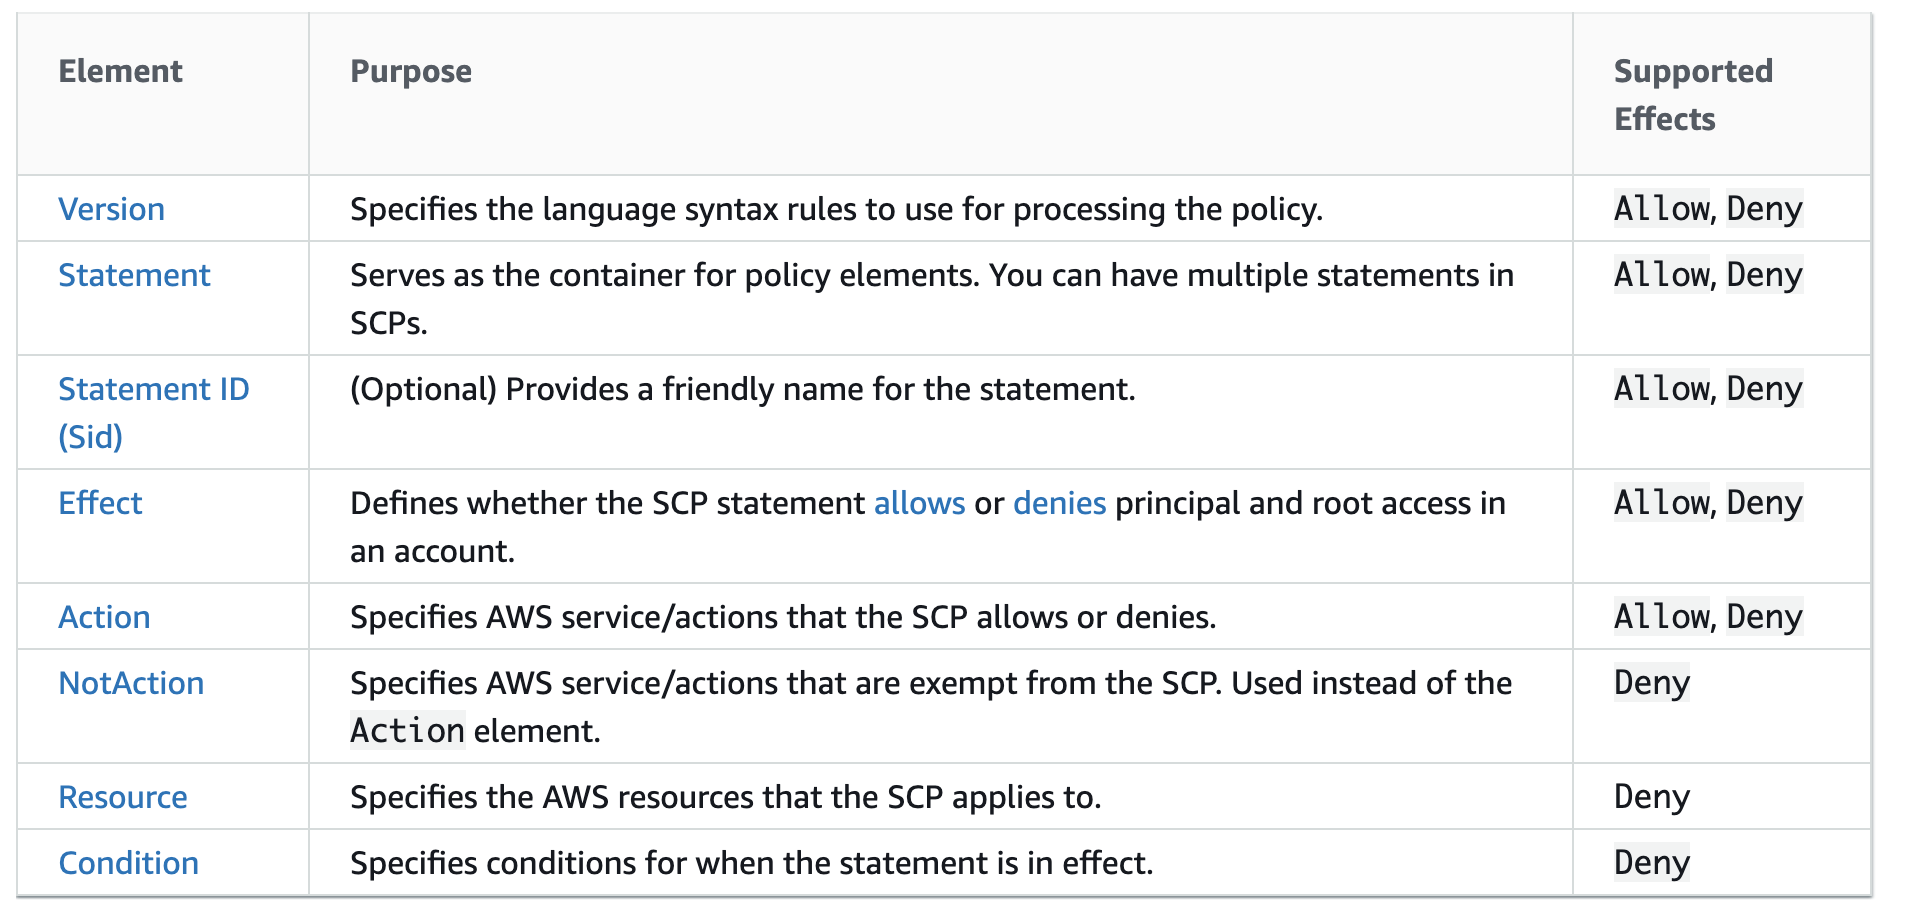 Element Purpose Supported
Effects
Version Specifies the language syntax rules to use for processing the policy. Allow, Deny
Statement Serves as the container for policy elements. You can have multiple statements in Allow, Deny
SCPs.
Statement ID (Optional) Provides a friendly name for the statement. Allow, Deny
(Sid)
Effect Defines whether the SCP statement allows or denies principal and root access in Allow, Deny
an account.
Action Specifies AWS service/actions that the SCP allows or denies. Allow, Deny
NotAction Specifies AWS service/actions that are exempt from the SCP. Used instead of the Deny
Action element.
Resource Specifies the AWS resources that the SCP applies to. Deny
Condition Specifies conditions for when the statement is in effect. Deny